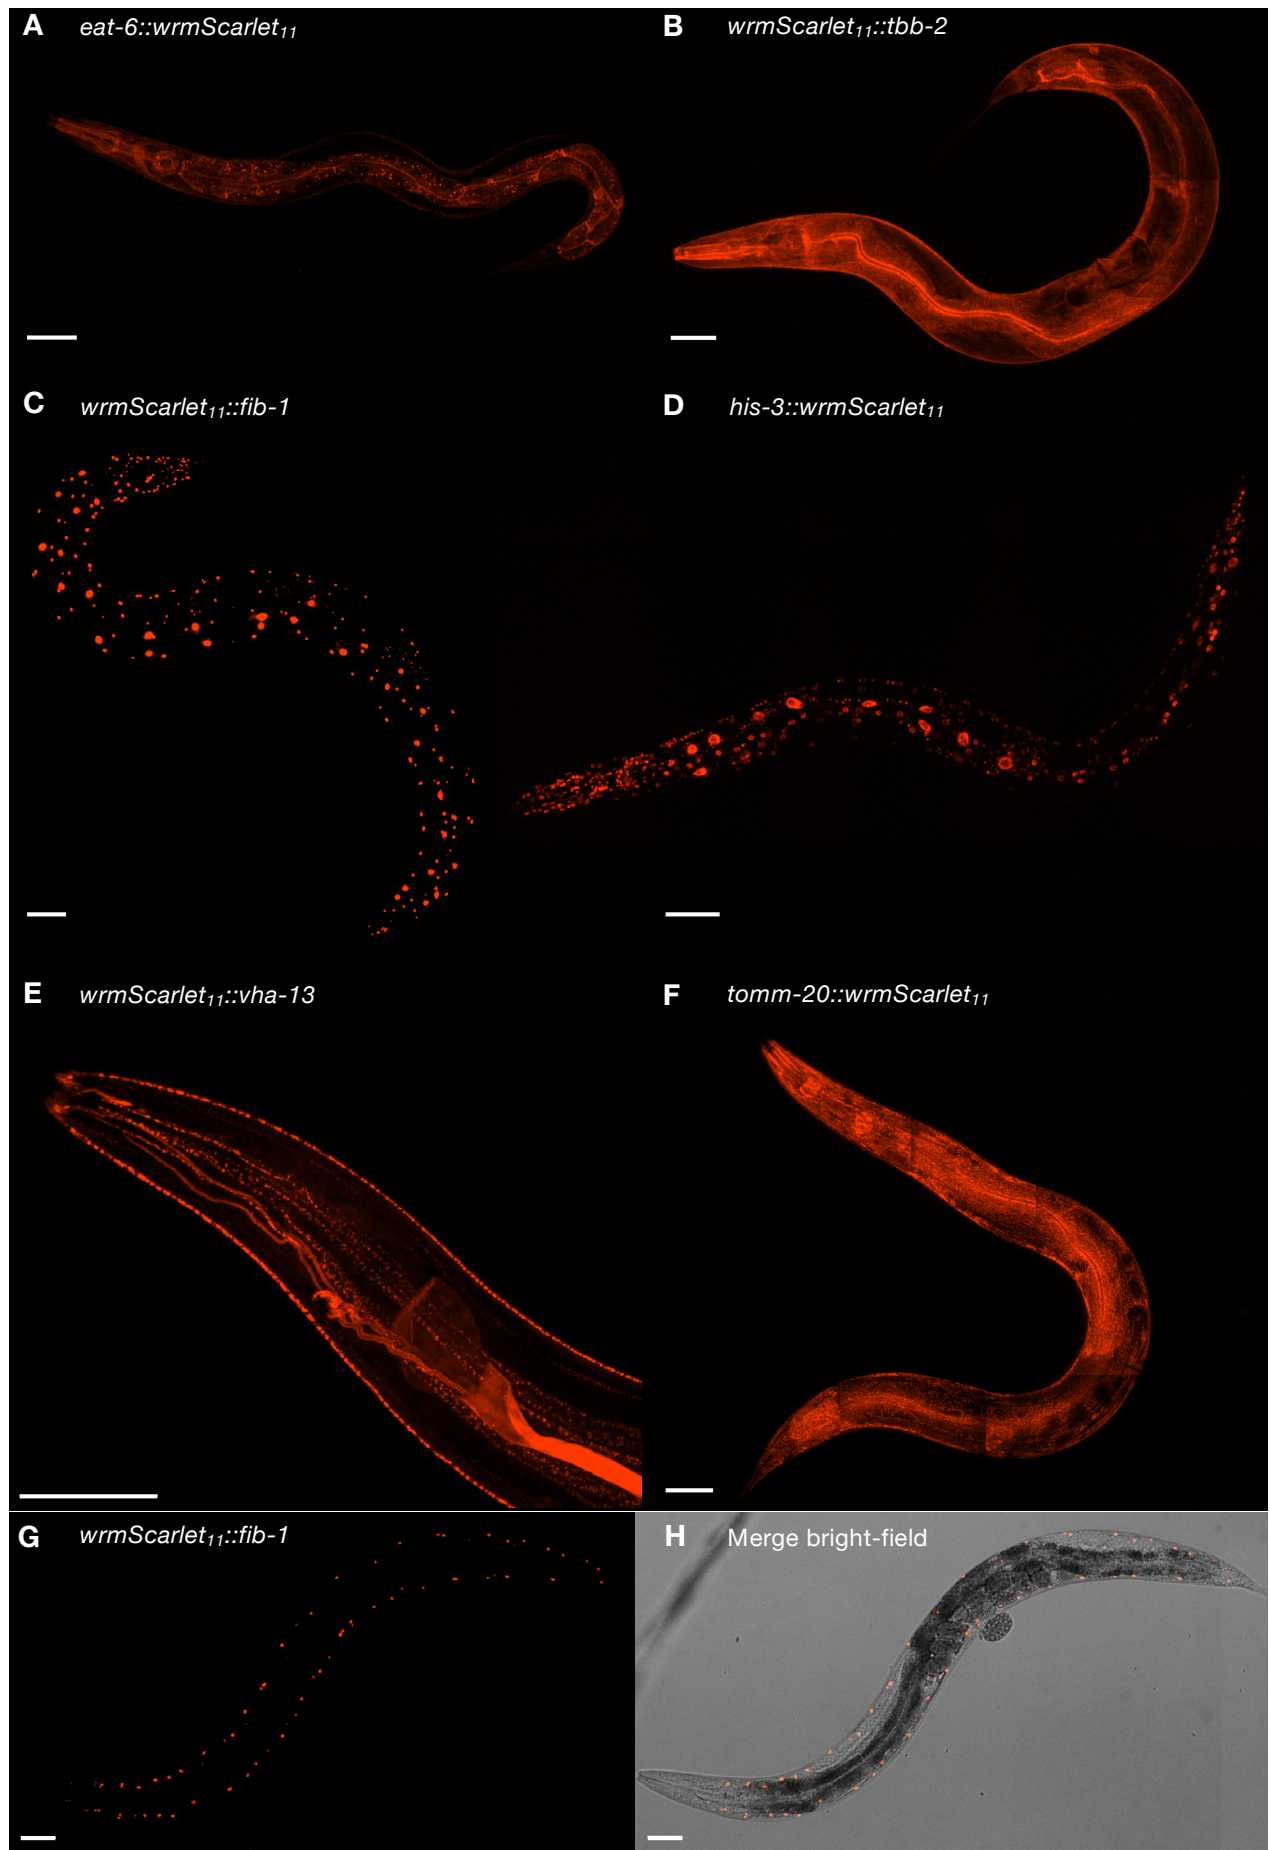 A eat-6::wrmScarlet₁₁
B wrmScarlet₁₁::tbb-2
C wrmScarlet₁₁::fib-1
D his-3::wrmScarlet₁₁
E wrmScarlet₁₁::vha-13
F tomm-20::wrmScarlet₁₁
G wrmScarlet₁₁::fib-1
H Merge bright-field